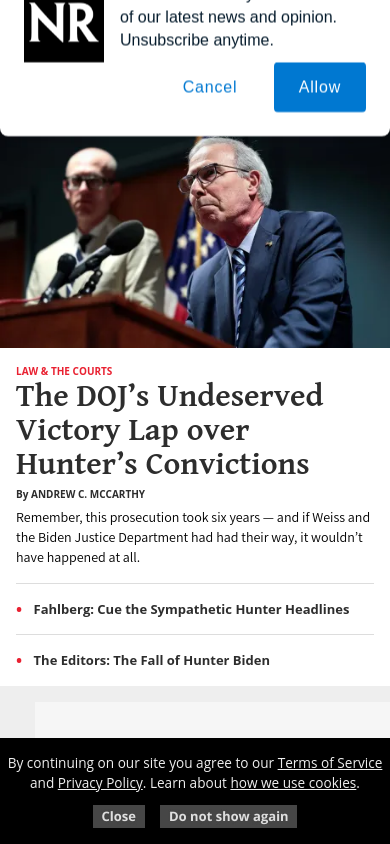 NR
of our latest news and opinion.
Unsubscribe anytime.
Cancel
Allow
LAW & THE COURTS
The DOJ’s Undeserved
Victory Lap over
Hunter’s Convictions
By ANDREW C. MCCARTHY
Remember, this prosecution took six years — and if Weiss and
the Biden Justice Department had had their way, it wouldn’t
have happened at all.
• Fahlberg: Cue the Sympathetic Hunter Headlines
• The Editors: The Fall of Hunter Biden
By continuing on our site you agree to our Terms of Service
and Privacy Policy. Learn about how we use cookies.
Close
Do not show again